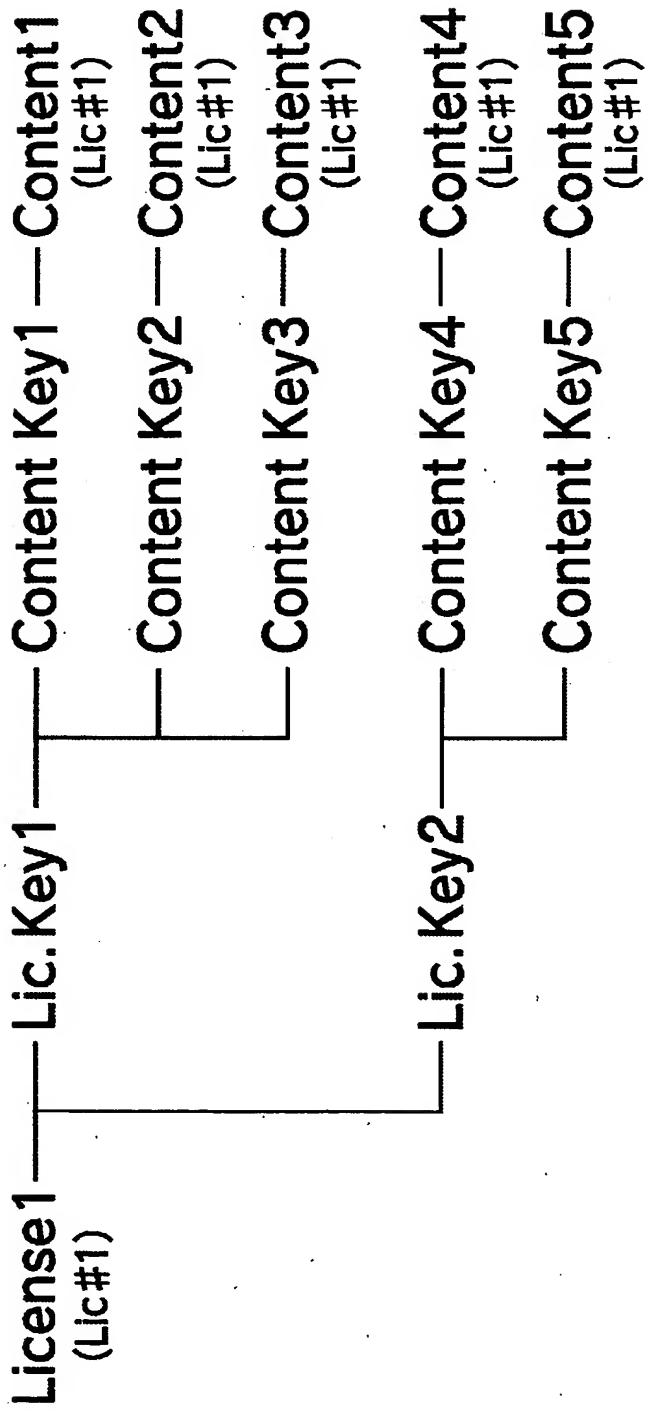 License1 — Lic.Key1 — Content Key1 — Content1
(Lic#1) (Lic#1)
Content Key2 — Content2
(Lic#1)
Content Key3 — Content3
(Lic#1)
Lic.Key2 — Content Key4 — Content4
(Lic#1)
Content Key5 — Content5
(Lic#1)